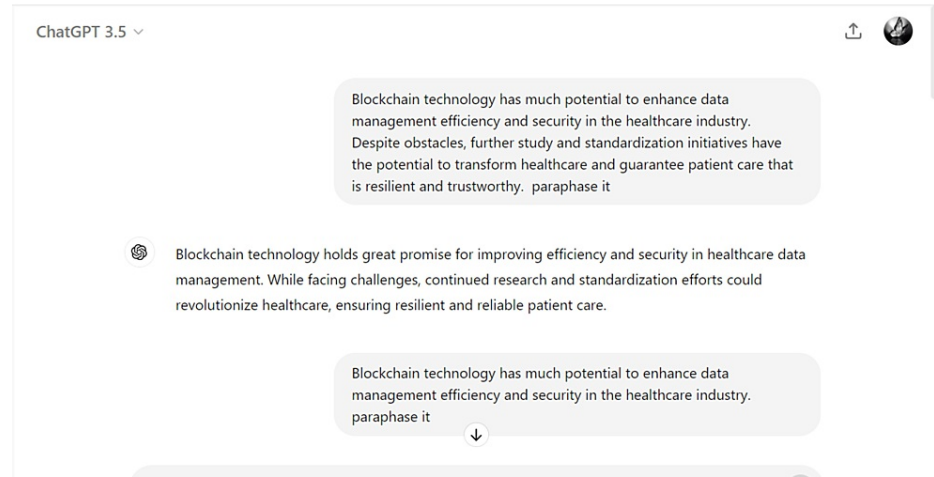 ChatGPT 3.5
Blockchain technology has much potential to enhance data
management efficiency and security in the healthcare industry.
Despite obstacles, further study and standardization initiatives have
the potential to transform healthcare and guarantee patient care that
is resilient and trustworthy.  paraphase it
Blockchain technology holds great promise for improving efficiency and security in healthcare data
management. While facing challenges, continued research and standardization efforts could
revolutionize healthcare, ensuring resilient and reliable patient care.
Blockchain technology has much potential to enhance data
management efficiency and security in the healthcare industry.
paraphase it